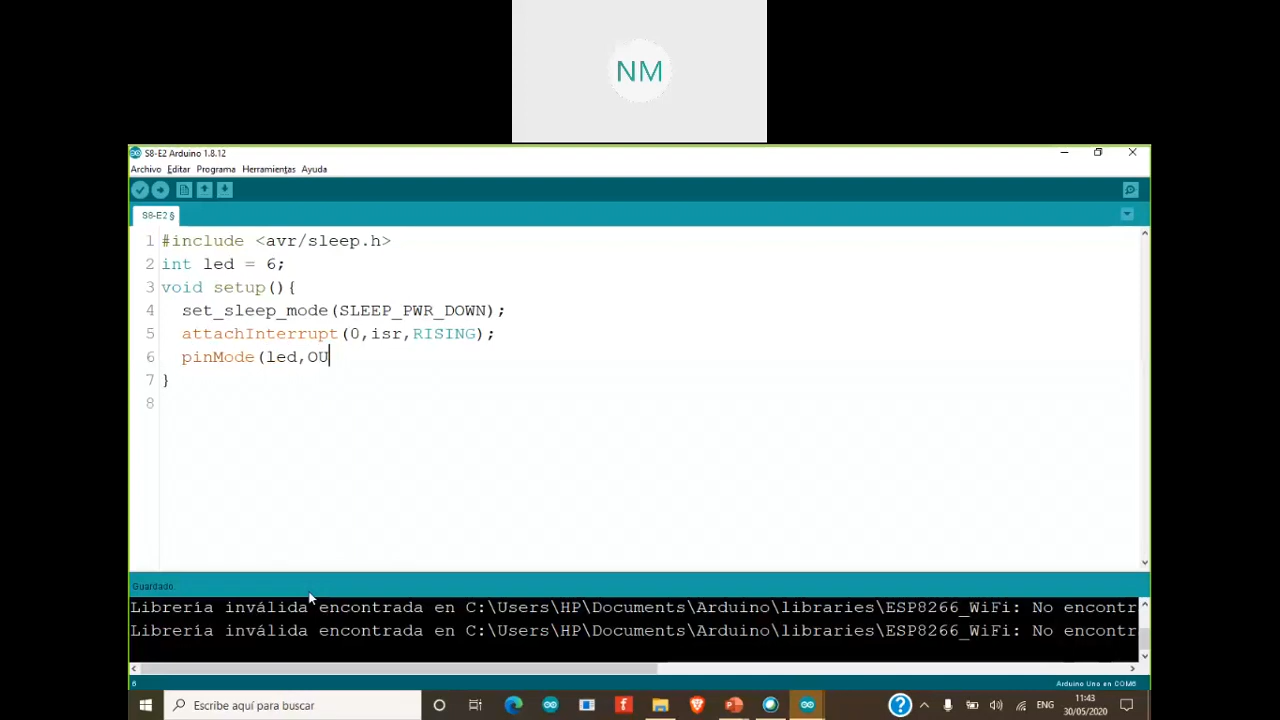 NM
S8-E2 Arduino 1.8.12
Archivo Editar Programa Herramientas Ayuda
S8-E2 §
1 #include <avr/sleep.h>
2 int led = 6;
3 void setup(){
4 set_sleep_mode(SLEEP_PWR_DOWN);
5 attachInterrupt(0,isr,RISING);
6 pinMode(led,OU
7 }
8
Guardado.
Librería inválida encontrada en C:\Users\HP\Documents\Arduino\libraries\ESP8266_WiFi: No encontr
Librería inválida encontrada en C:\Users\HP\Documents\Arduino\libraries\ESP8266_WiFi: No encontr
6 Arduino Uno en COM6
Escribe aquí para buscar
ENG
11:43
30/05/2020